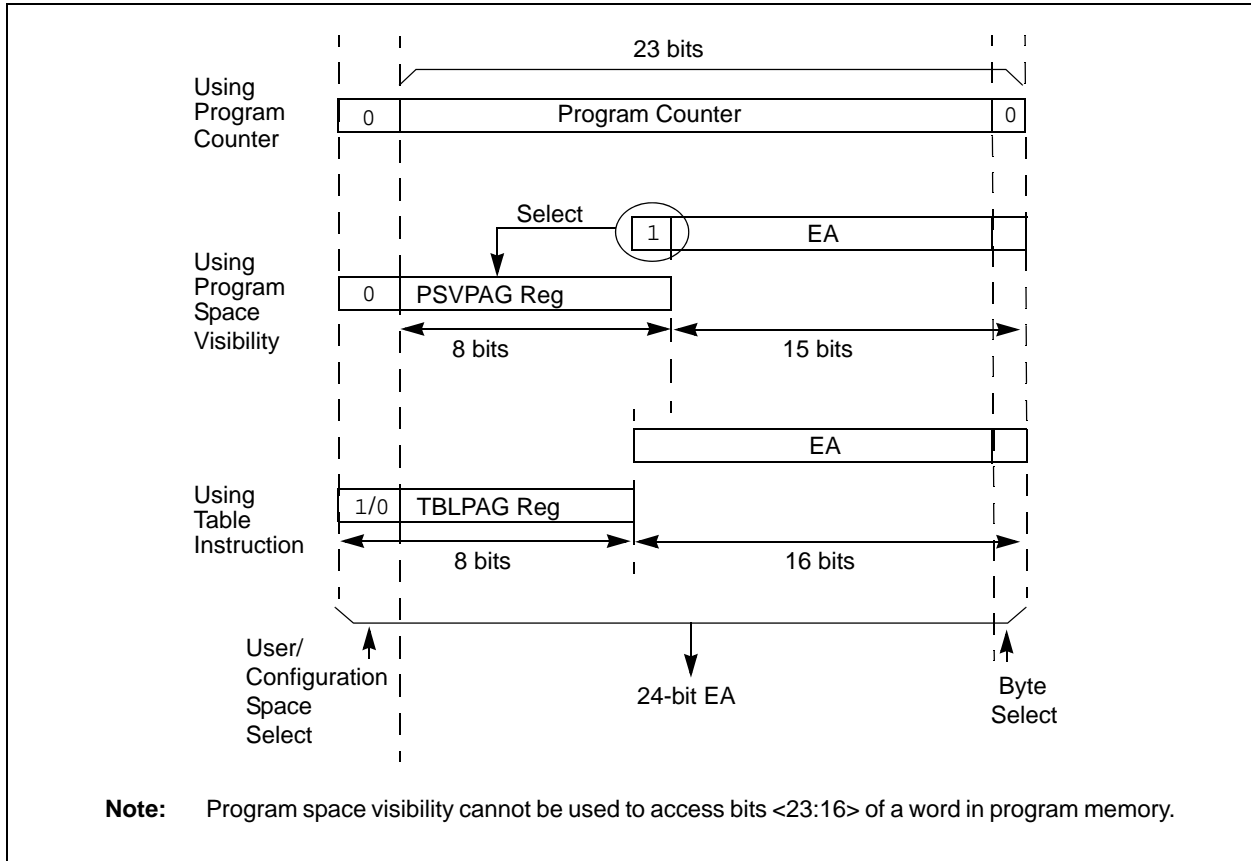 23 bits
Using
Program
Counter
0
Program Counter
0
Select
1
EA
Using
Program
Space
Visibility
0
PSVPAG Reg
8 bits
15 bits
EA
Using
Table
Instruction
1/0
TBLPAG Reg
8 bits
16 bits
User/
Configuration
Space
Select
24-bit EA
Byte
Select
Note: Program space visibility cannot be used to access bits <23:16> of a word in program memory.